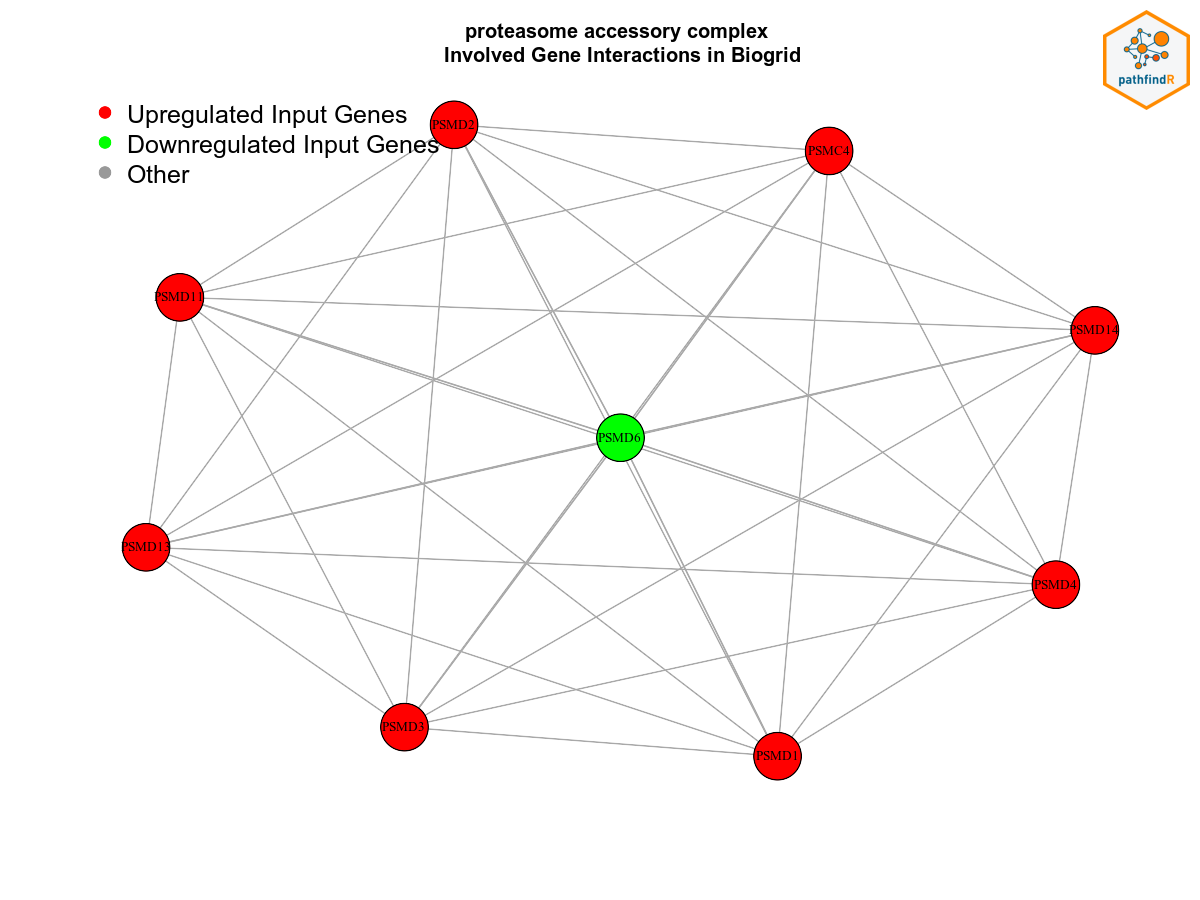 proteasome accessory complex
Involved Gene Interactions in Biogrid
pathfindR
Upregulated Input Genes
Downregulated Input Genes
Other
PSMD2
PSMC4
PSMD11
PSMD14
PSMD6
PSMD13
PSMD4
PSMD3
PSMD1